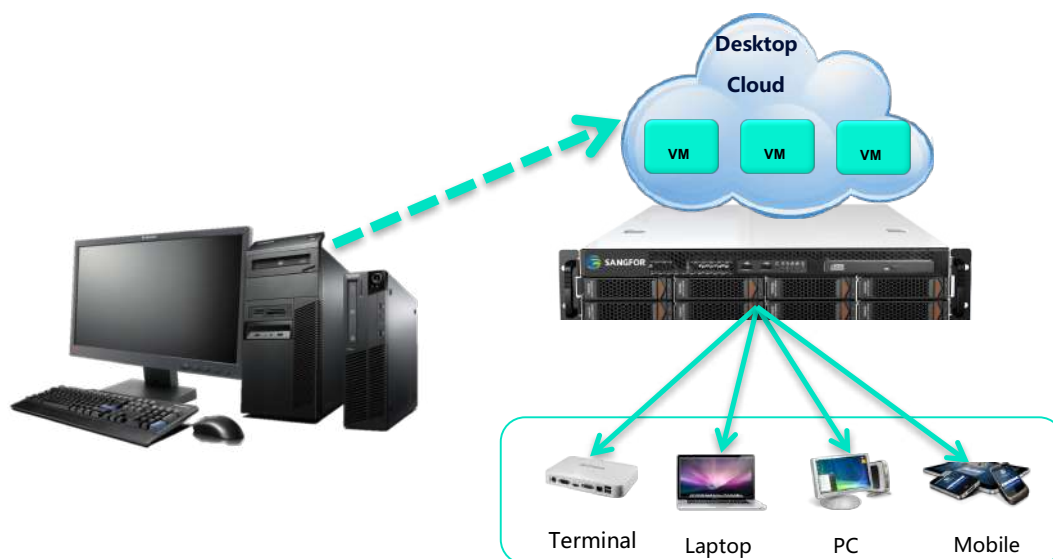 Desktop
Cloud
VM VM VM
SANGFOR
Terminal Laptop PC Mobile